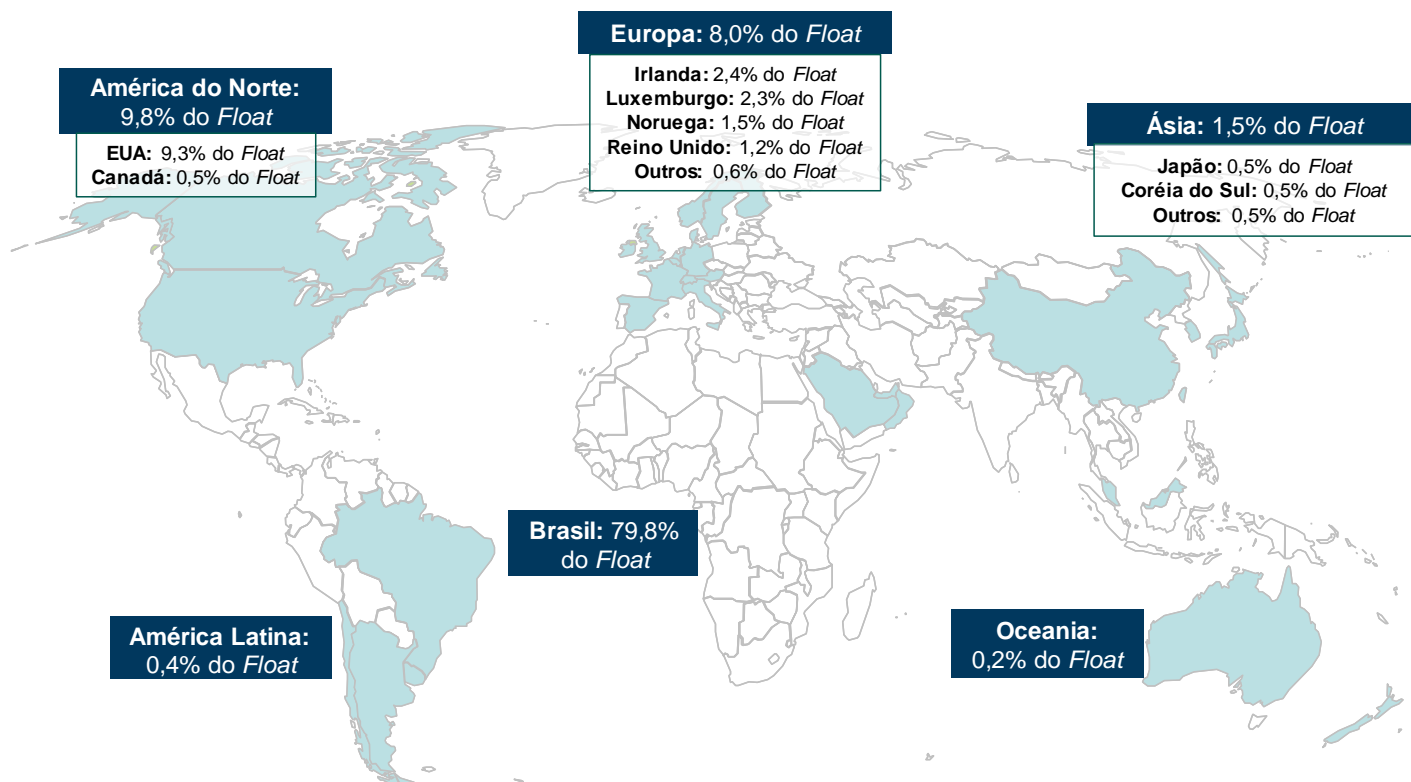 Europa: 8,0% do Float
Irlanda: 2,4% do Float
Luxemburgo: 2,3% do Float
Noruega: 1,5% do Float
Reino Unido: 1,2% do Float
Outros: 0,6% do Float
América do Norte:
9,8% do Float
EUA: 9,3% do Float
Canadá: 0,5% do Float
Ásia: 1,5% do Float
Japão: 0,5% do Float
Coréia do Sul: 0,5% do Float
Outros: 0,5% do Float
Brasil: 79,8%
do Float
América Latina:
0,4% do Float
Oceania:
0,2% do Float